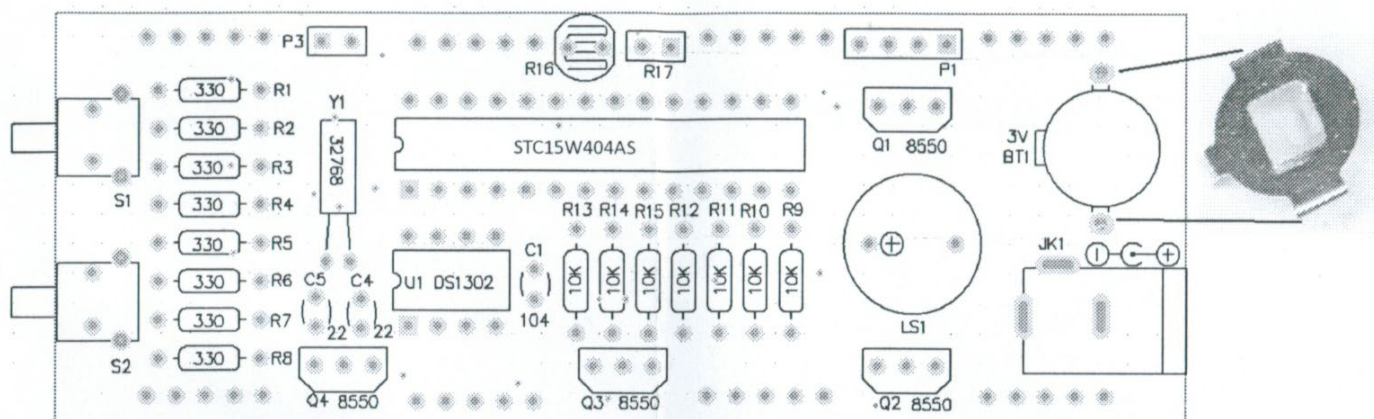 P3
R16
R17
P1
330 R1
330 R2
330 R3
330 R4
330 R5
330 R6
330 R7
330 R8
S1
S2
Y1
32768
STC15W404AS
Q1 8550
3V
BT1
R13 R14 R15 R12 R11 R10 R9
10K 10K 10K 10K 10K 10K 10K
C5 C4
22 22
U1 DS1302
C1
104
LS1
JK1
- C +
Q4 8550
Q3 8550
Q2 8550